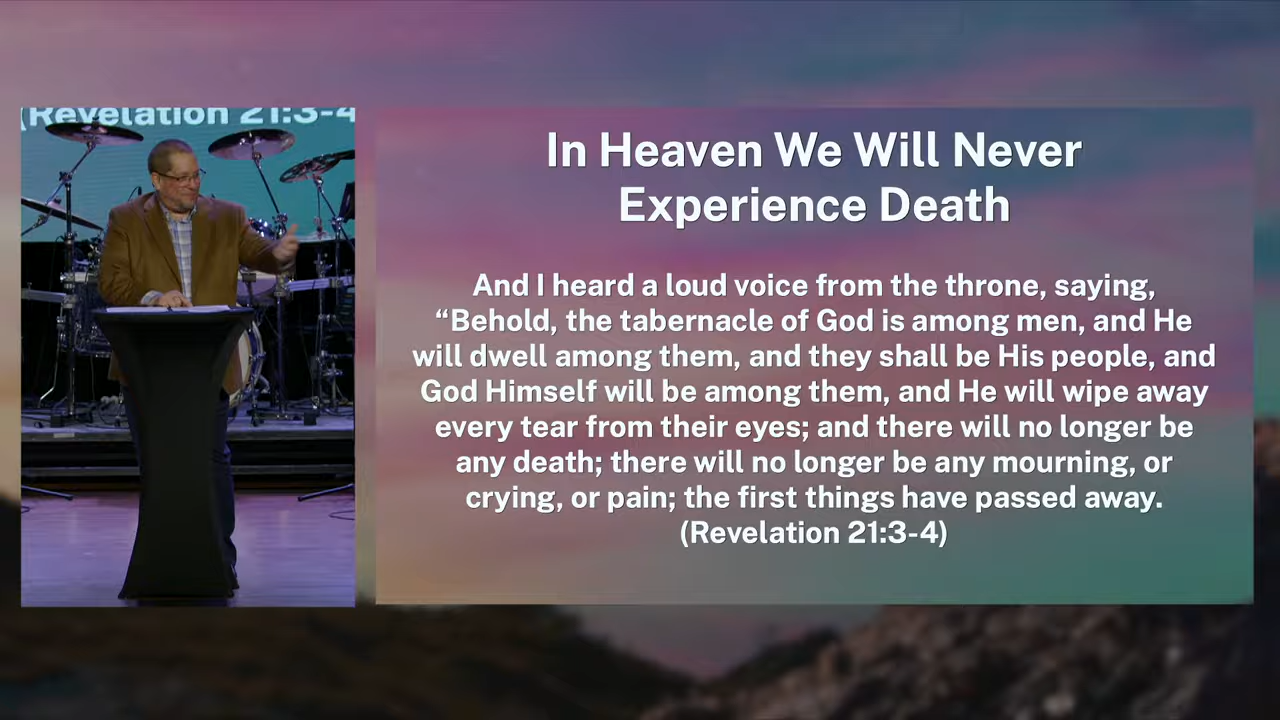 (Revelation 21:3-4
In Heaven We Will Never
Experience Death
And I heard a loud voice from the throne, saying,
“Behold, the tabernacle of God is among men, and He
will dwell among them, and they shall be His people, and
God Himself will be among them, and He will wipe away
every tear from their eyes; and there will no longer be
any death; there will no longer be any mourning, or
crying, or pain; the first things have passed away.
(Revelation 21:3-4)